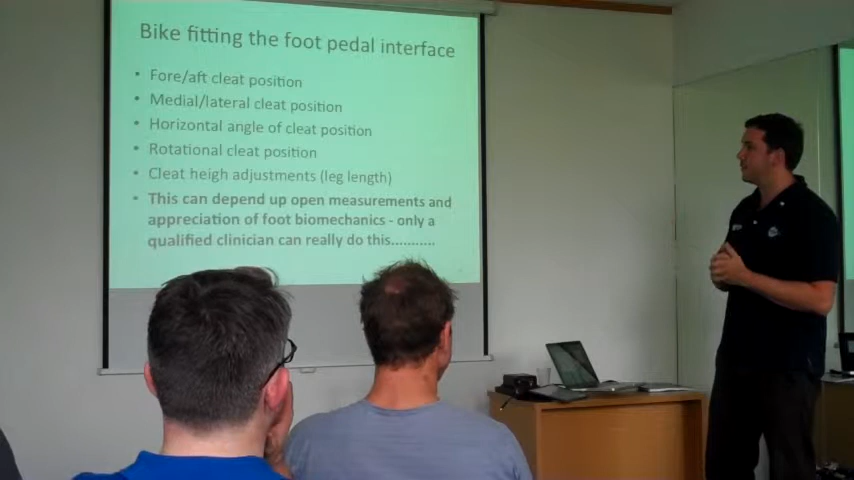 Bike fitting the foot pedal interface
• Fore/aft cleat position
• Medial/lateral cleat position
• Horizontal angle of cleat position
• Rotational cleat position
• Cleat heigh adjustments (leg length)
• This can depend up open measurements and
appreciation of foot biomechanics - only a
qualified clinician can really do this...........